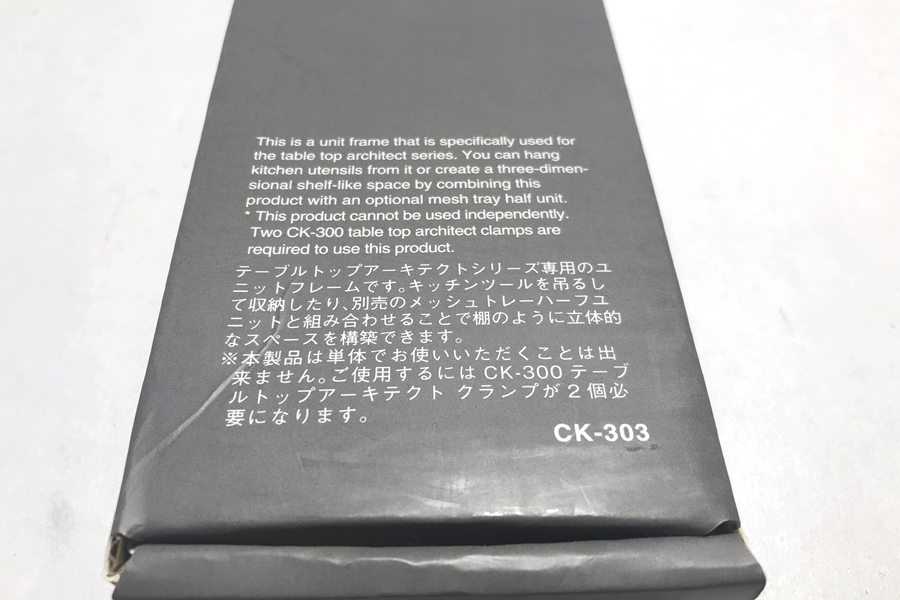 This is a unit frame that is specifically used for
the table top architect series. You can hang
kitchen utensils from it or create a three-dimen-
sional shelf-like space by combining this
product with an optional mesh tray half unit.
* This product cannot be used independently.
Two CK-300 table top architect clamps are
required to use this product.
テーブルトップアーキテクトシリーズ専用のユ
ニットフレームです。キッチンツールを吊るし
て収納したり、別売のメッシュトレーハーフユ
ニットと組み合わせることで棚のように立体的
なスペースを構築できます。
※本製品は単体でお使いいただくことは出
来ません。ご使用するには CK-300 テーブ
ルトップアーキテクト クランプが 2 個必
要になります。
CK-303